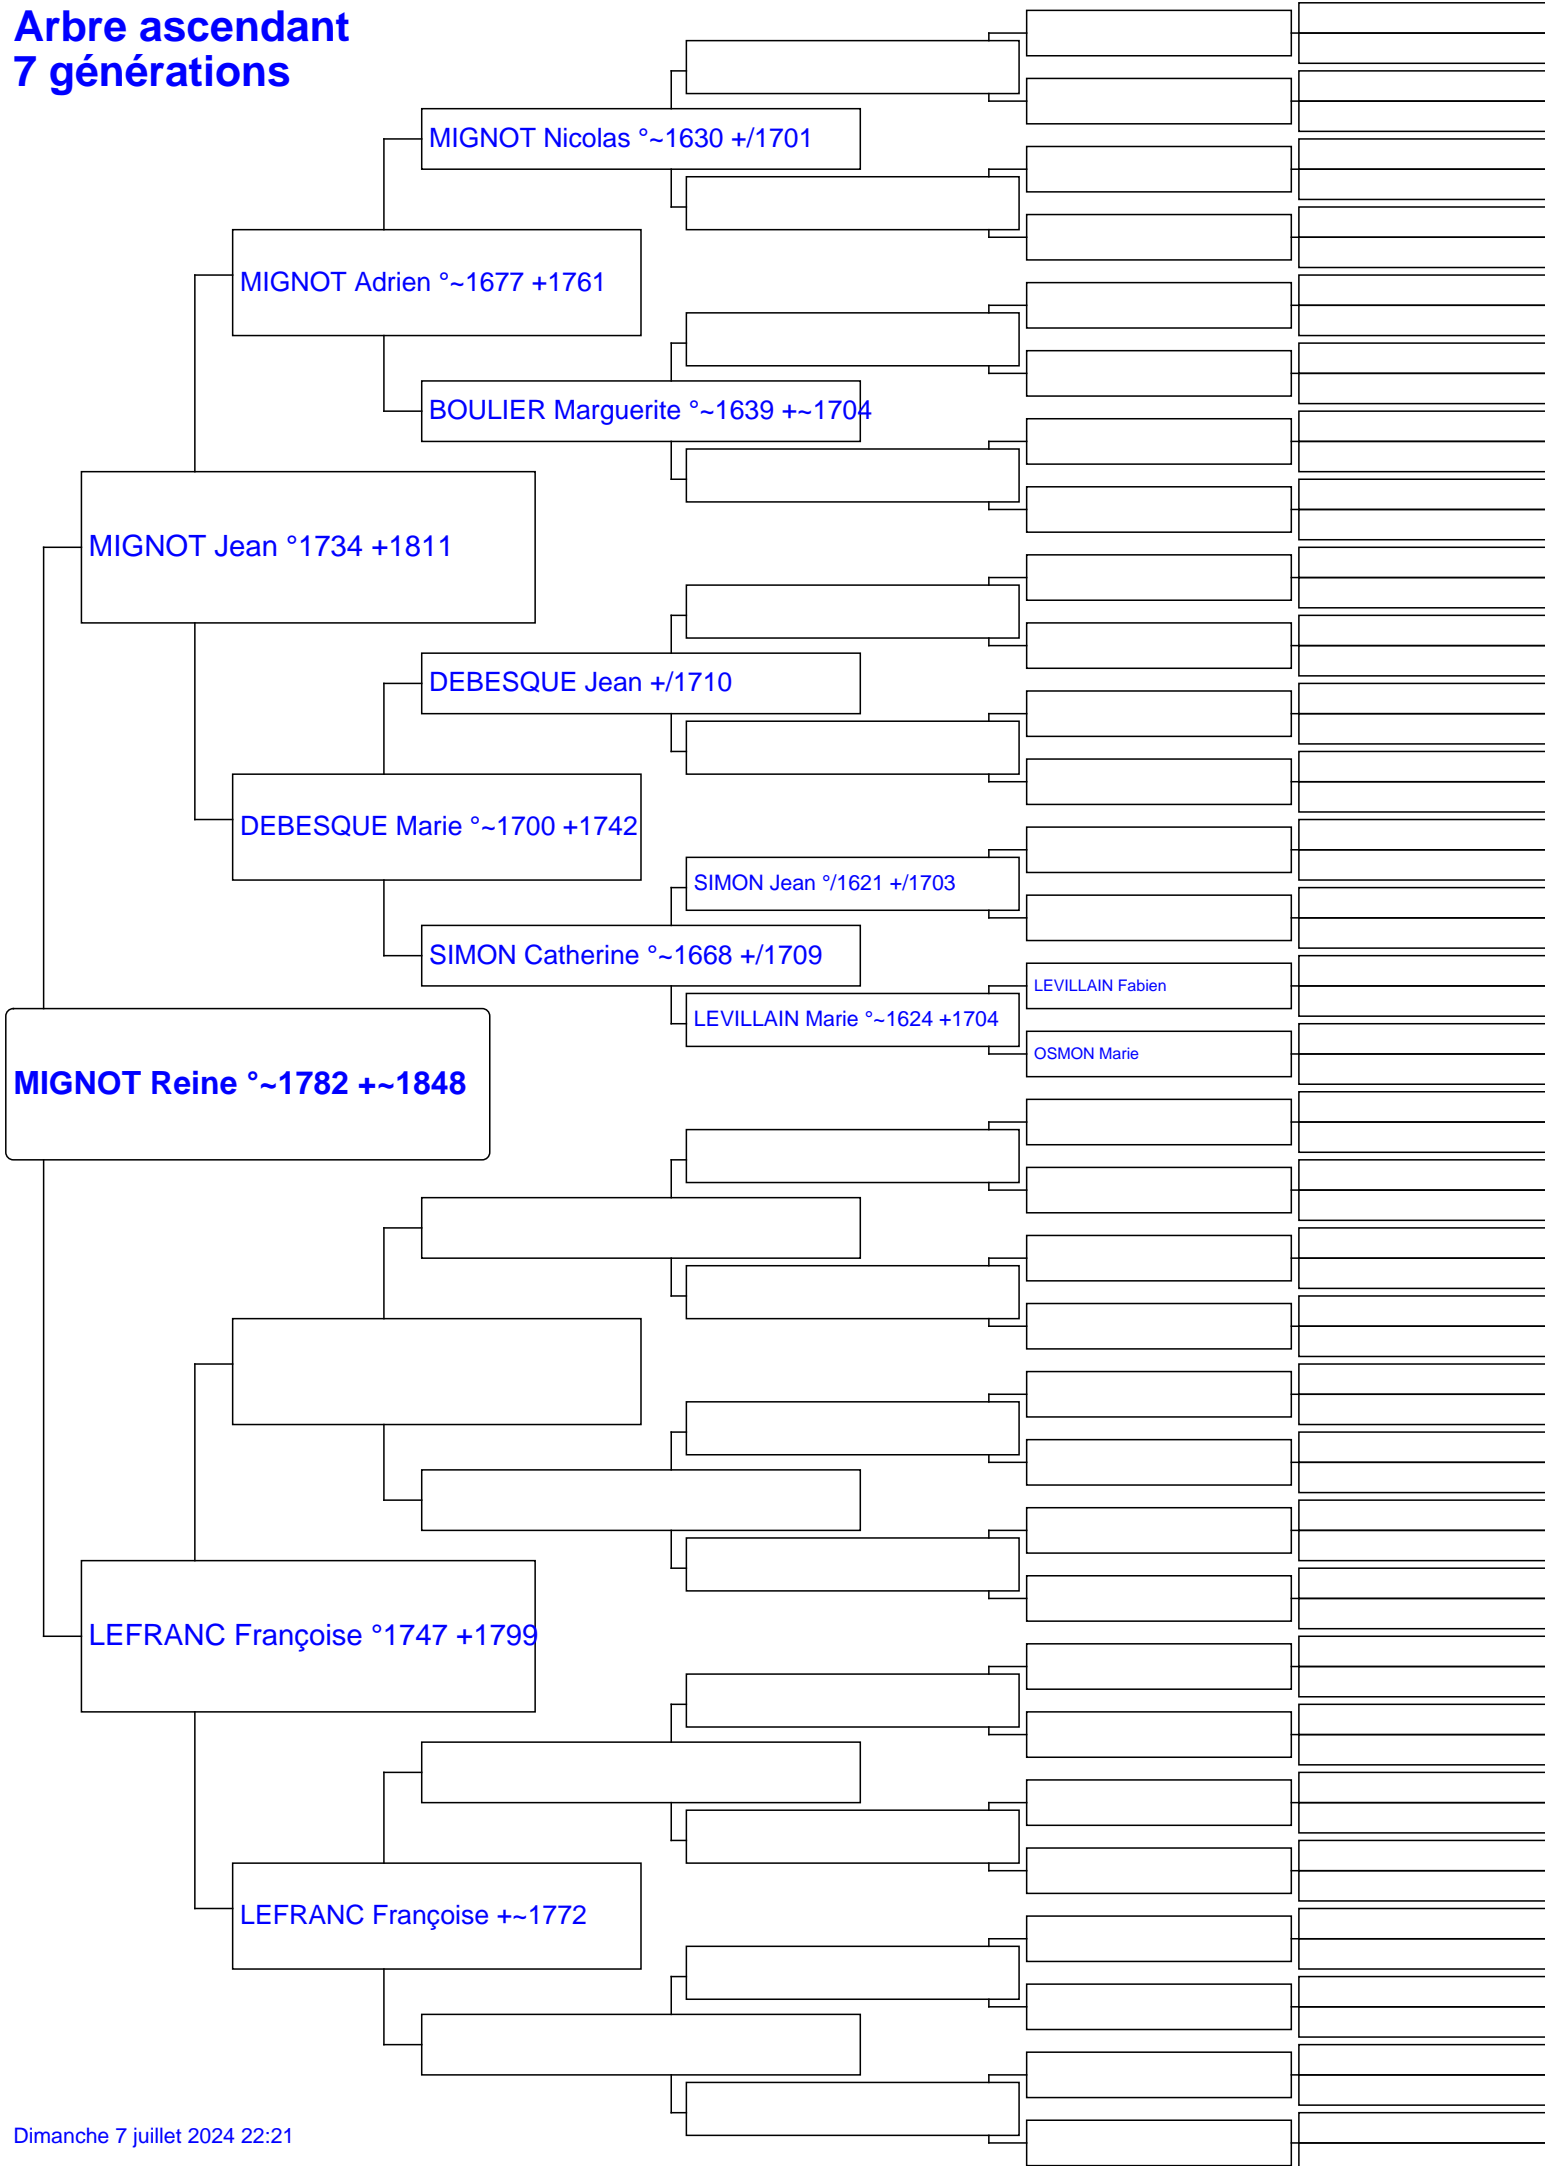 Arbre ascendant
7 générations
MIGNOT Nicolas °~1630 +/1701
MIGNOT Adrien °~1677 +1761
BOULIER Marguerite °~1639 +~1704
MIGNOT Jean °1734 +1811
DEBESQUE Jean +/1710
DEBESQUE Marie °~1700 +1742
SIMON Jean °/1621 +/1703
SIMON Catherine °~1668 +/1709
LEVILLAIN Fabien
LEVILLAIN Marie °~1624 +1704
OSMON Marie
MIGNOT Reine °~1782 +~1848
LEFRANC Françoise °1747 +1799
LEFRANC Françoise +~1772
Dimanche 7 juillet 2024 22:21